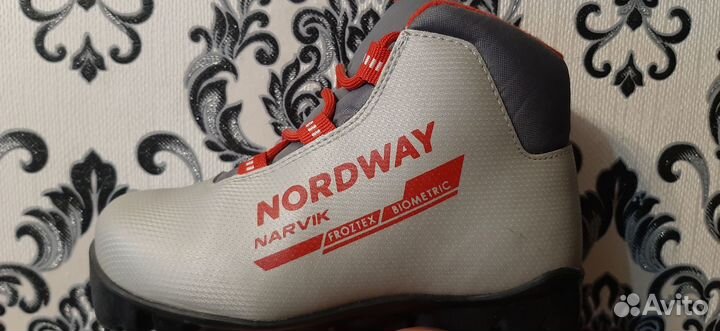 NORDWAY
NARVIK
FROZTEX BIOMETRIC
Avito